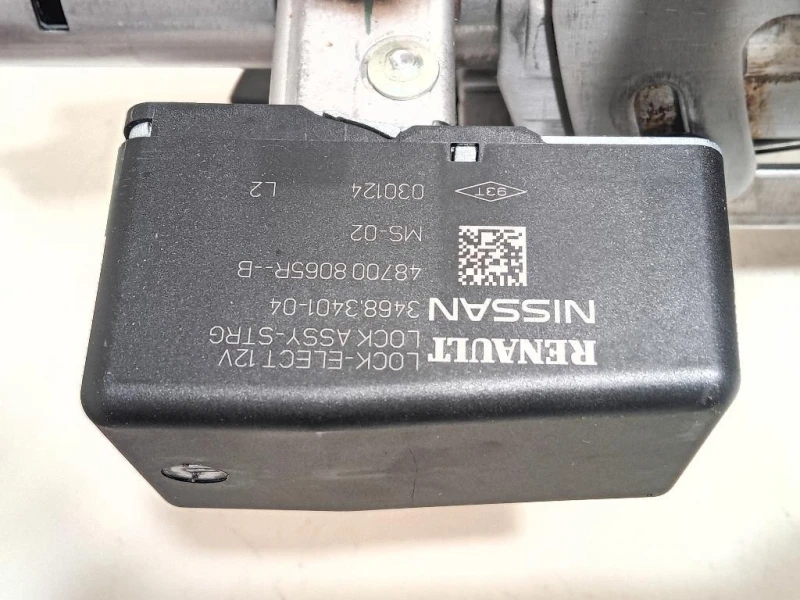 RENAULT
NISSAN
LOCK-ELECT 12V
LOCK ASSY-STRG
3468.3401-04
48700 8065R--B
MS-02
93T
030124
L2